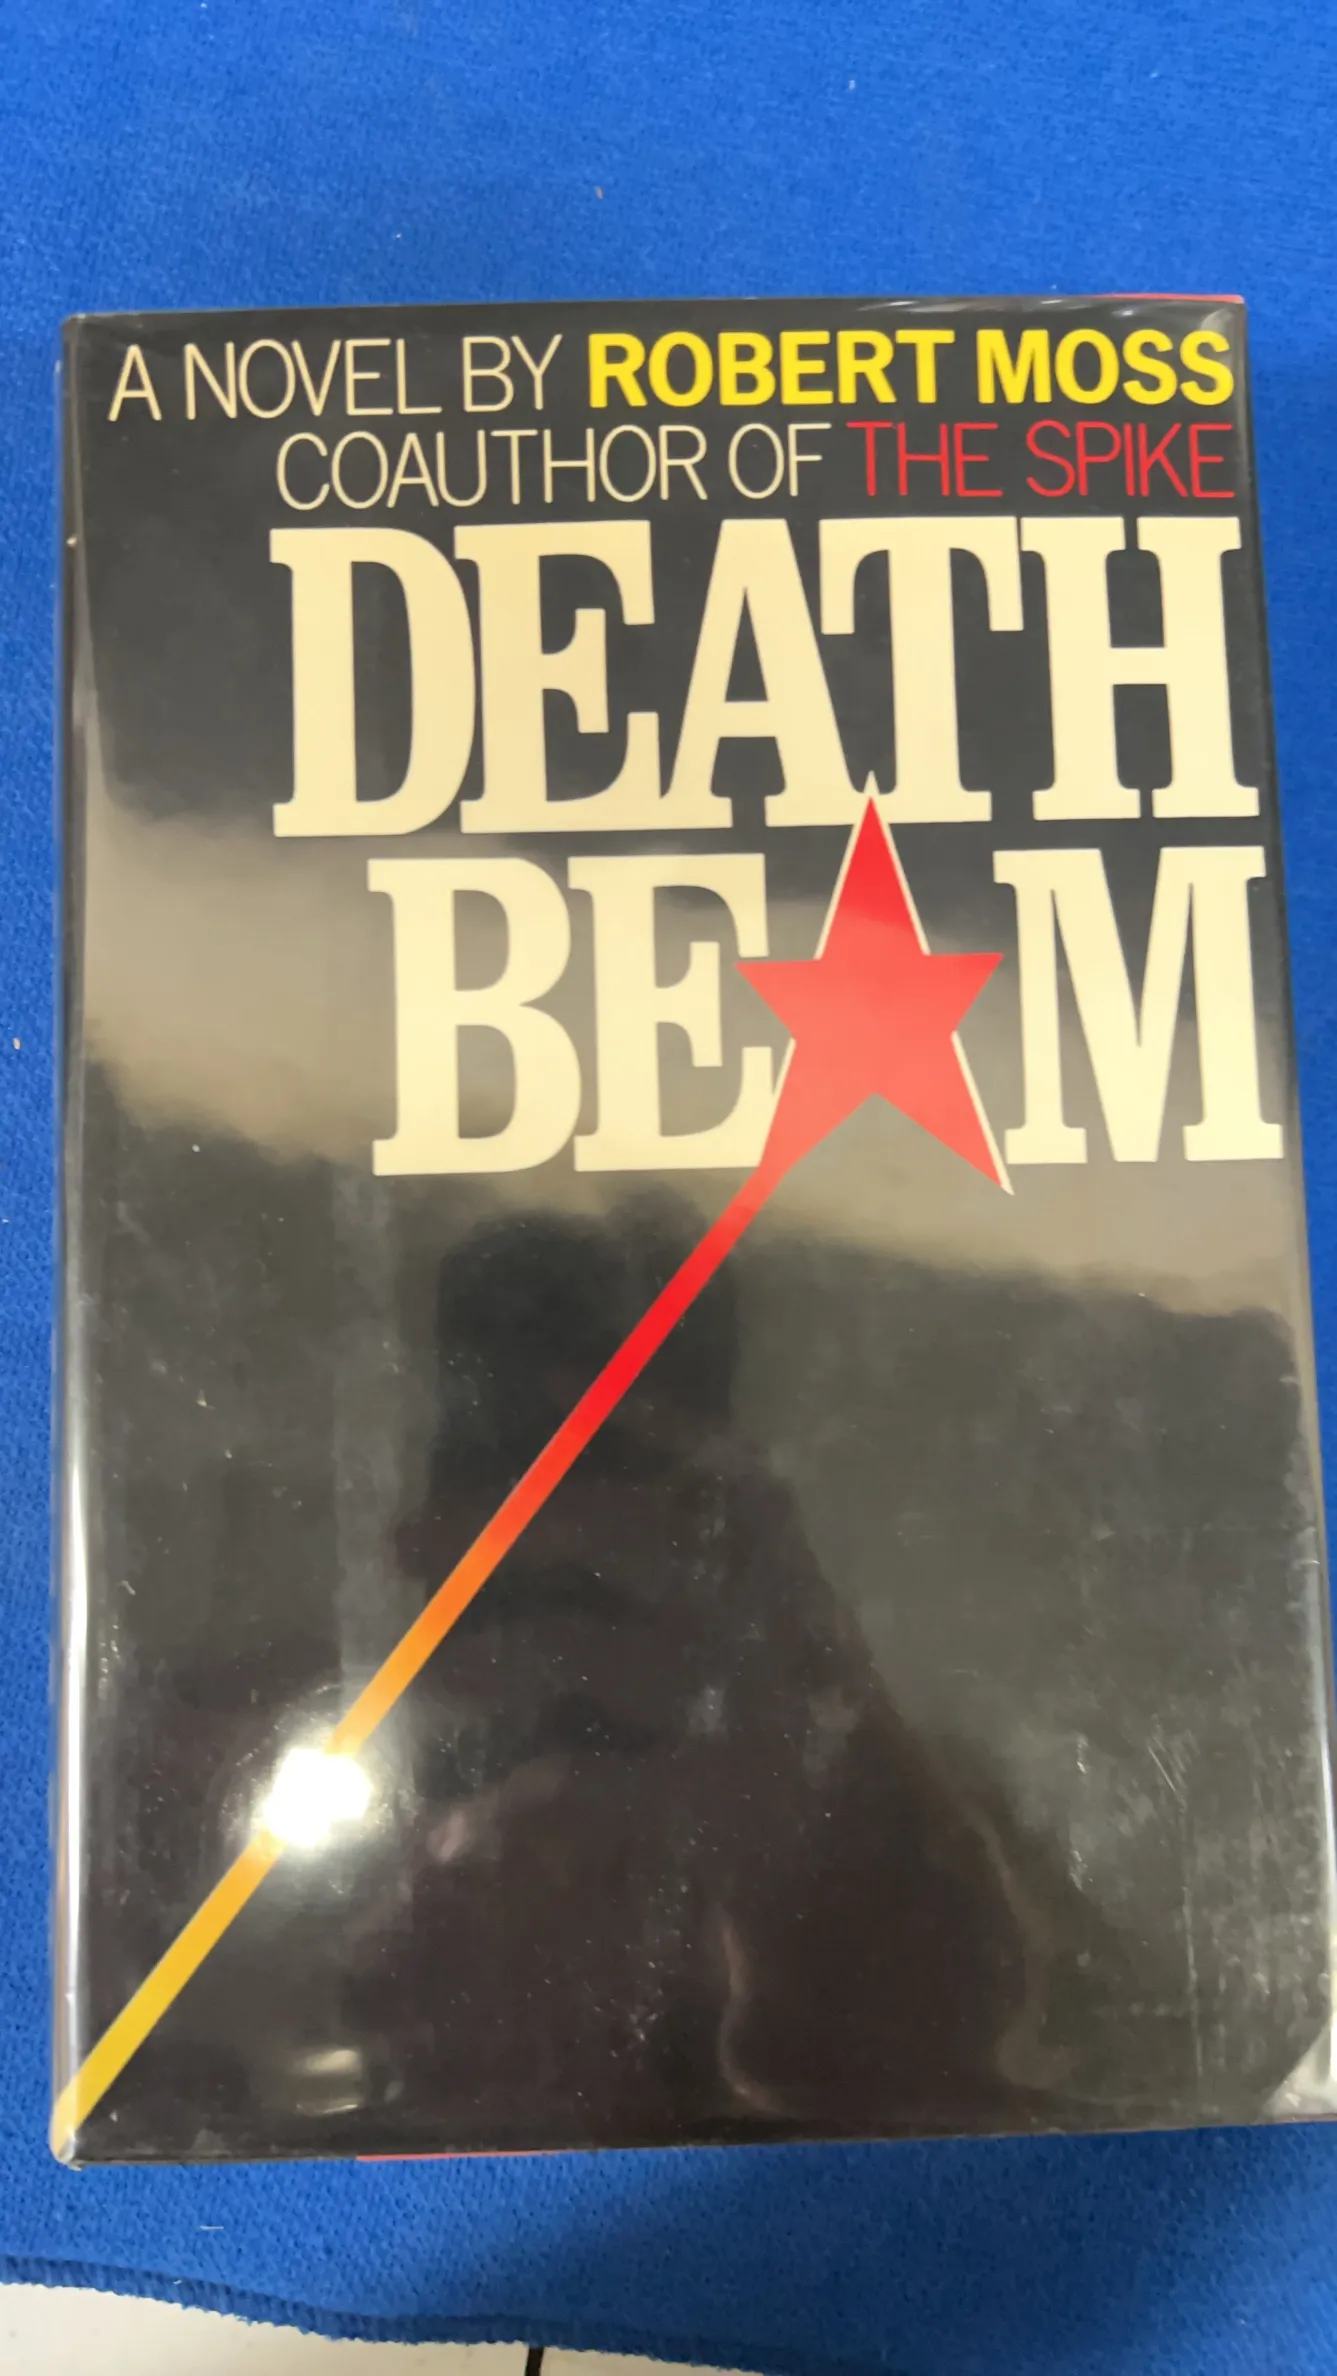 A NOVEL BY ROBERT MOSS
COAUTHOR OF THE SPIKE
DEATH
BEAM